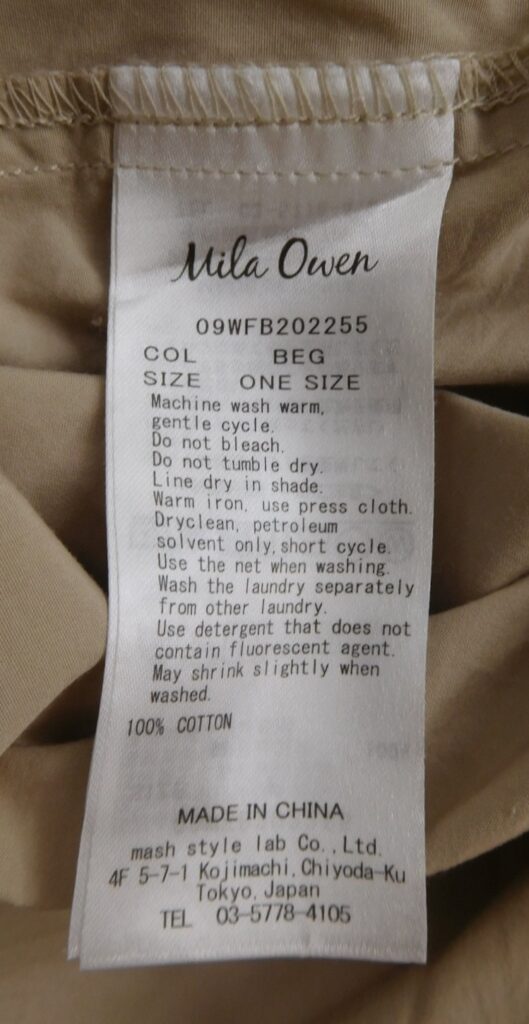 Mila Owen
09WFB202255
COL BEG
SIZE ONE SIZE
Machine wash warm,
gentle cycle.
Do not bleach.
Do not tumble dry.
Line dry in shade.
Warm iron, use press cloth.
Dryclean, petroleum
solvent only, short cycle.
Use the net when washing.
Wash the laundry separately
from other laundry.
Use detergent that does not
contain fluorescent agent.
May shrink slightly when
washed.
100% COTTON
MADE IN CHINA
mash style lab Co., Ltd.
4F 5-7-1 Kojimachi, Chiyoda-Ku
Tokyo, Japan
TEL 03-5778-4105